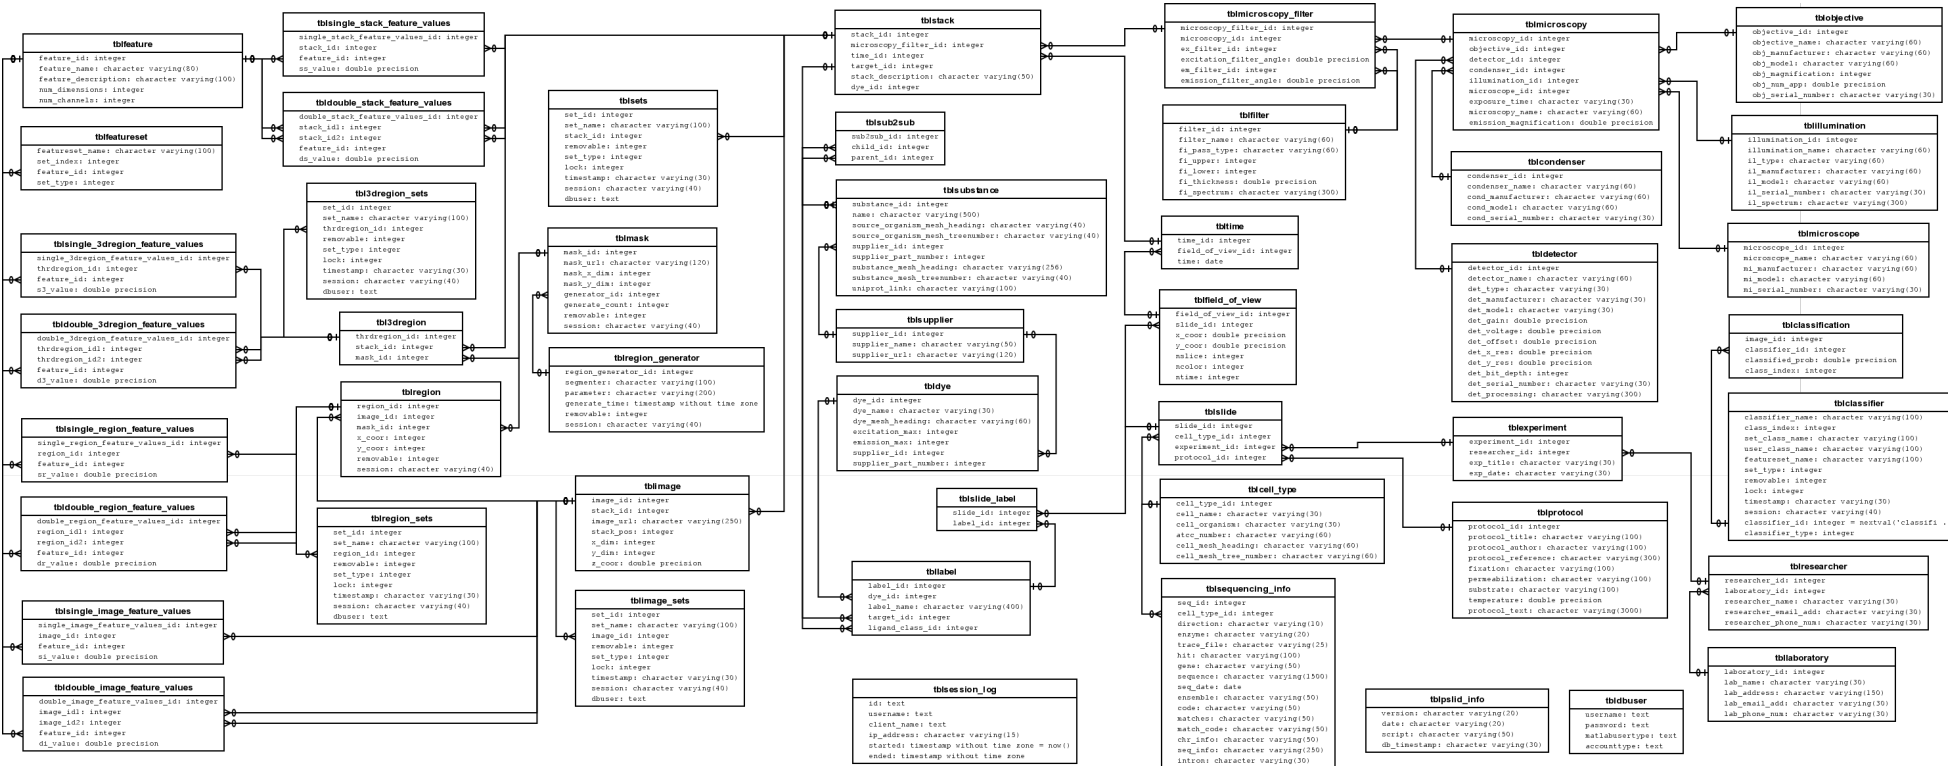 tblfeature
feature_id: integer
feature_name: character varying(80)
feature_description: character varying(100)
num_dimensions: integer
num_channels: integer
tblfeatureset
featureset_name: character varying(100)
set_index: integer
feature_id: integer
set_type: integer
tblsingle_3dregion_feature_values
single_3dregion_feature_values_id: integer
thrdregion_id: integer
feature_id: integer
s3_value: double precision
tbldouble_3dregion_feature_values
double_3dregion_feature_values_id: integer
thrdregion_id1: integer
thrdregion_id2: integer
feature_id: integer
d3_value: double precision
tblsingle_region_feature_values
single_region_feature_values_id: integer
region_id: integer
feature_id: integer
sr_value: double precision
tbldouble_region_feature_values
double_region_feature_values_id: integer
region_id1: integer
region_id2: integer
feature_id: integer
dr_value: double precision
tblsingle_image_feature_values
single_image_feature_values_id: integer
image_id: integer
feature_id: integer
si_value: double precision
tbldouble_image_feature_values
double_image_feature_values_id: integer
image_id1: integer
image_id2: integer
feature_id: integer
di_value: double precision
tblsingle_stack_feature_values
single_stack_feature_values_id: integer
stack_id: integer
feature_id: integer
ss_value: double precision
tbldouble_stack_feature_values
double_stack_feature_values_id: integer
stack_id1: integer
stack_id2: integer
feature_id: integer
ds_value: double precision
tbl3dregion_sets
set_id: integer
set_name: character varying(100)
thrdregion_id: integer
removable: integer
set_type: integer
lock: integer
timestamp: character varying(30)
session: character varying(40)
dbuser: text
tbl3dregion
thrdregion_id: integer
stack_id: integer
mask_id: integer
tblregion
region_id: integer
image_id: integer
mask_id: integer
x_coor: integer
y_coor: integer
removable: integer
session: character varying(40)
tblregion_sets
set_id: integer
set_name: character varying(100)
region_id: integer
removable: integer
set_type: integer
lock: integer
timestamp: character varying(30)
session: character varying(40)
dbuser: text
tblsets
set_id: integer
set_name: character varying(100)
stack_id: integer
removable: integer
set_type: integer
lock: integer
timestamp: character varying(30)
session: character varying(40)
dbuser: text
tblmask
mask_id: integer
mask_url: character varying(120)
mask_x_dim: integer
mask_y_dim: integer
generator_id: integer
generate_count: integer
removable: integer
session: character varying(40)
tblregion_generator
region_generator_id: integer
segmenter: character varying(100)
parameter: character varying(200)
generate_time: timestamp without time zone
removable: integer
session: character varying(40)
tblimage
image_id: integer
stack_id: integer
image_url: character varying(250)
stack_pos: integer
x_dim: integer
y_dim: integer
z_coor: double precision
tblimage_sets
set_id: integer
set_name: character varying(100)
image_id: integer
removable: integer
set_type: integer
lock: integer
timestamp: character varying(30)
session: character varying(40)
dbuser: text
tblstack
stack_id: integer
microscopy_filter_id: integer
time_id: integer
target_id: integer
stack_description: character varying(50)
dye_id: integer
tblsub2sub
sub2sub_id: integer
child_id: integer
parent_id: integer
tblsubstance
substance_id: integer
name: character varying(500)
source_organism_mesh_heading: character varying(40)
source_organism_mesh_treenumber: character varying(40)
supplier_id: integer
supplier_part_number: integer
substance_mesh_heading: character varying(256)
substance_mesh_treenumber: character varying(40)
uniprot_link: character varying(100)
tblsupplier
supplier_id: integer
supplier_name: character varying(50)
supplier_url: character varying(120)
tbldye
dye_id: integer
dye_name: character varying(30)
dye_mesh_heading: character varying(60)
excitation_max: integer
emission_max: integer
supplier_id: integer
supplier_part_number: integer
tblslide_label
slide_id: integer
label_id: integer
tbllabel
label_id: integer
dye_id: integer
label_name: character varying(400)
target_id: integer
ligand_class_id: integer
tblsession_log
id: text
username: text
client_name: text
ip_address: character varying(15)
started: timestamp without time zone = now()
ended: timestamp without time zone
tblmicroscopy_filter
microscopy_filter_id: integer
microscopy_id: integer
ex_filter_id: integer
excitation_filter_angle: double precision
em_filter_id: integer
emission_filter_angle: double precision
tblfilter
filter_id: integer
filter_name: character varying(60)
fi_pass_type: character varying(60)
fi_upper: integer
fi_lower: integer
fi_thickness: double precision
fi_spectrum: character varying(300)
tbltime
time_id: integer
field_of_view_id: integer
time: date
tblfield_of_view
field_of_view_id: integer
slide_id: integer
x_coor: double precision
y_coor: double precision
nslice: integer
ncolor: integer
ntime: integer
tblslide
slide_id: integer
cell_type_id: integer
experiment_id: integer
protocol_id: integer
tblcell_type
cell_type_id: integer
cell_name: character varying(30)
cell_organism: character varying(30)
atcc_number: character varying(60)
cell_mesh_heading: character varying(60)
cell_mesh_tree_number: character varying(60)
tblsequencing_info
seq_id: integer
cell_type_id: integer
direction: character varying(10)
enzyme: character varying(20)
trace_file: character varying(25)
hit: character varying(100)
gene: character varying(50)
sequence: character varying(1500)
seq_date: date
ensemble: character varying(50)
code: character varying(50)
matches: character varying(50)
match_code: character varying(50)
chr_info: character varying(50)
seq_info: character varying(250)
intron: character varying(30)
tblmicroscopy
microscopy_id: integer
objective_id: integer
detector_id: integer
condenser_id: integer
illumination_id: integer
microscope_id: integer
exposure_time: character varying(30)
microscopy_name: character varying(60)
emission_magnification: double precision
tblcondenser
condenser_id: integer
condenser_name: character varying(60)
cond_manufacturer: character varying(60)
cond_model: character varying(60)
cond_serial_number: character varying(30)
tbldetector
detector_id: integer
detector_name: character varying(60)
det_type: character varying(30)
det_manufacturer: character varying(30)
det_model: character varying(30)
det_gain: double precision
det_voltage: double precision
det_offset: double precision
det_x_res: double precision
det_y_res: double precision
det_bit_depth: integer
det_serial_number: character varying(30)
det_processing: character varying(300)
tblexperiment
experiment_id: integer
researcher_id: integer
exp_title: character varying(30)
exp_date: character varying(30)
tblprotocol
protocol_id: integer
protocol_title: character varying(100)
protocol_author: character varying(100)
protocol_reference: character varying(300)
fixation: character varying(100)
permeabilization: character varying(100)
substrate: character varying(100)
temperature: double precision
protocol_text: character varying(3000)
tblpslid_info
version: character varying(20)
date: character varying(20)
script: character varying(50)
db_timestamp: character varying(30)
tbldbuser
username: text
password: text
matlabusertype: text
accounttype: text
tblobjective
objective_id: integer
objective_name: character varying(60)
obj_manufacturer: character varying(60)
obj_model: character varying(60)
obj_magnification: integer
obj_num_app: double precision
obj_serial_number: character varying(30)
tblillumination
illumination_id: integer
illumination_name: character varying(60)
il_type: character varying(60)
il_manufacturer: character varying(60)
il_model: character varying(60)
il_serial_number: character varying(30)
il_spectrum: character varying(300)
tblmicroscope
microscope_id: integer
microscope_name: character varying(60)
mi_manufacturer: character varying(60)
mi_model: character varying(60)
mi_serial_number: character varying(30)
tblclassification
image_id: integer
classifier_id: integer
classified_prob: double precision
class_index: integer
tblclassifier
classifier_name: character varying(100)
class_index: integer
set_class_name: character varying(100)
user_class_name: character varying(100)
featureset_name: character varying(100)
set_type: integer
removable: integer
lock: integer
timestamp: character varying(30)
session: character varying(40)
classifier_id: integer = nextval('classifi .
classifier_type: integer
tblresearcher
researcher_id: integer
laboratory_id: integer
researcher_name: character varying(30)
researcher_email_add: character varying(30)
researcher_phone_num: character varying(30)
tbllaboratory
laboratory_id: integer
lab_name: character varying(30)
lab_address: character varying(150)
lab_email_add: character varying(30)
lab_phone_num: character varying(30)